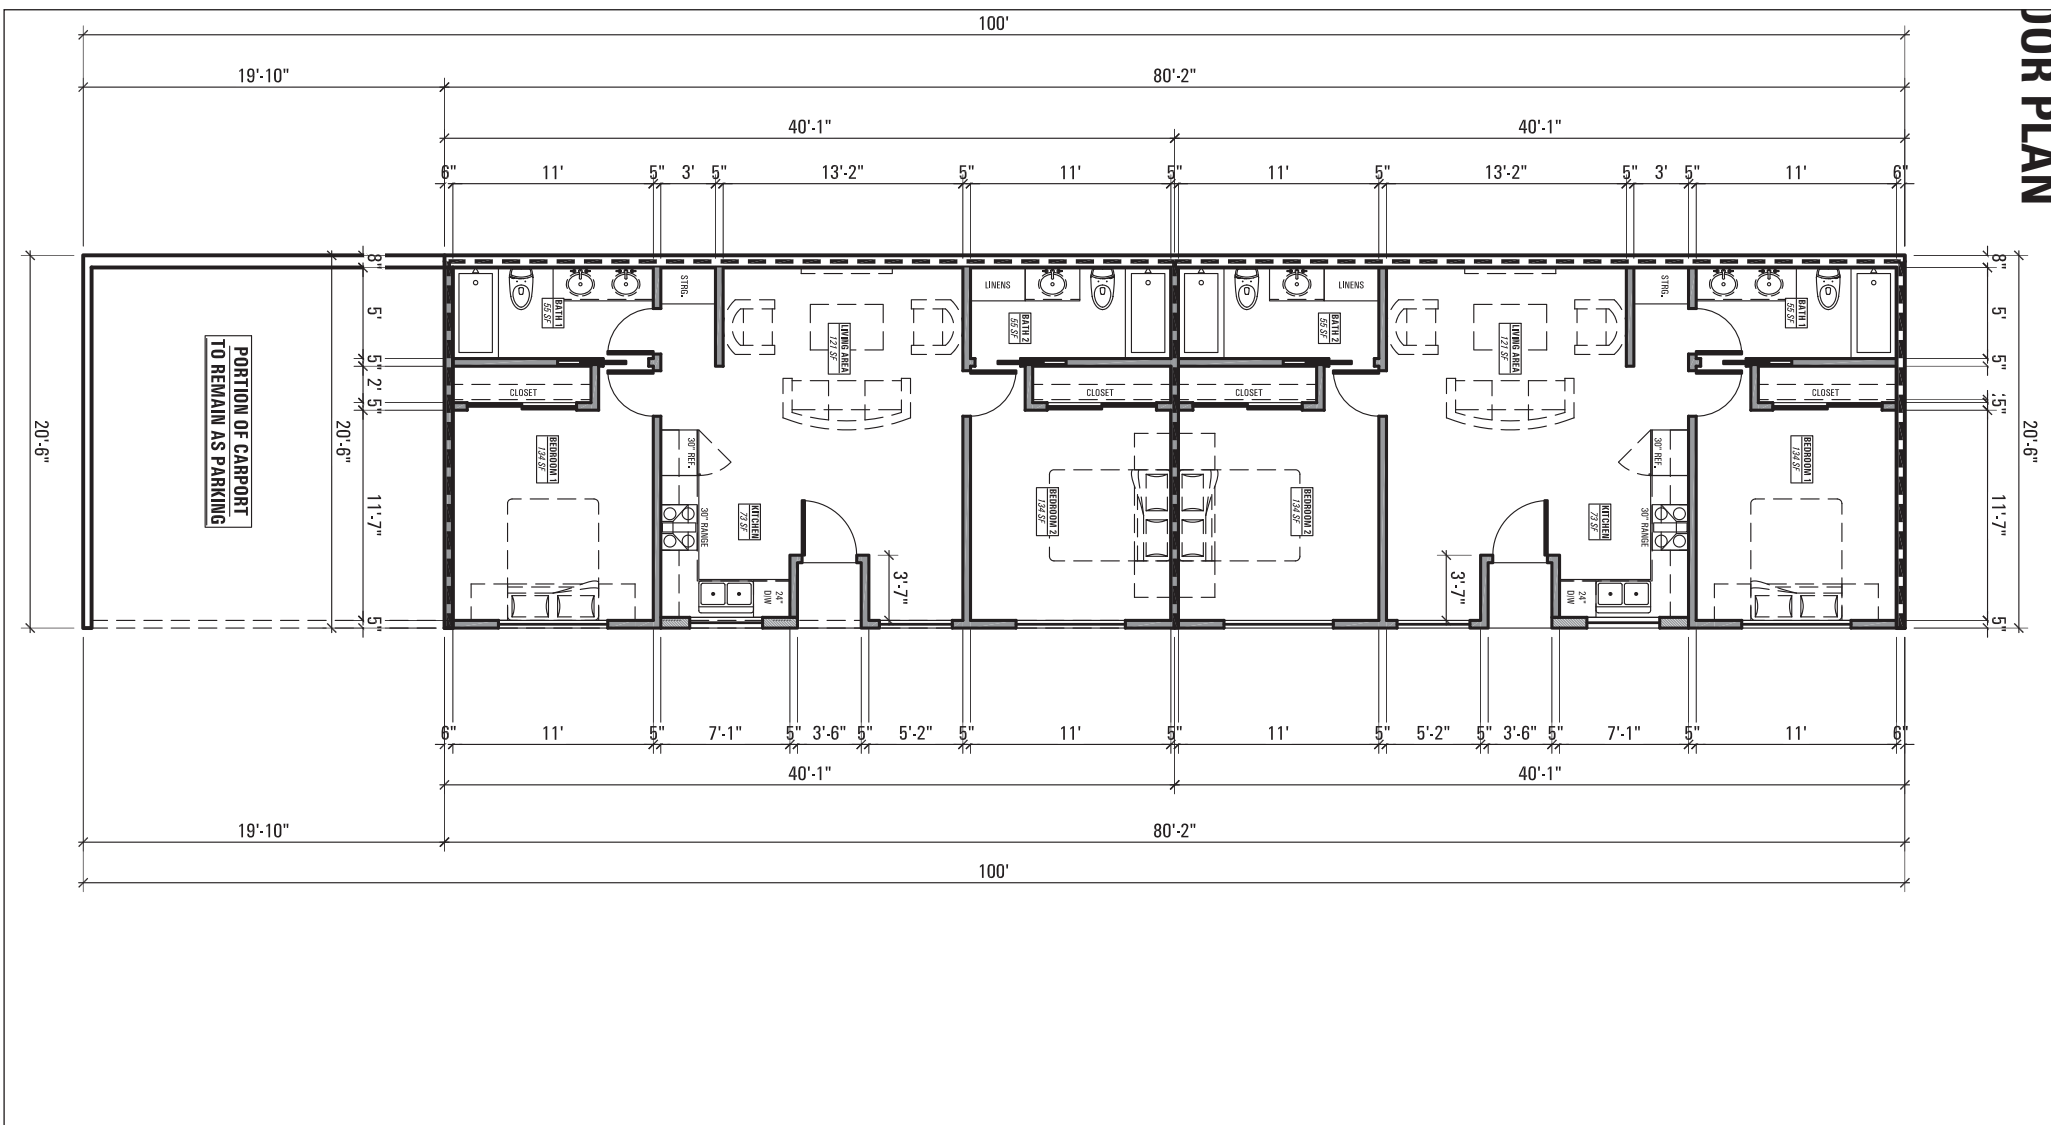 OOR PLAN
100'
19'-10"
80'-2"
40'-1"
40'-1"
6"
11'
5"
3'
5"
13'-2"
5"
11'
5"
11'
5"
13'-2"
5"
3'
5"
11'
6"
20'-6"
PORTION OF CARPORT
TO REMAIN AS PARKING
20'-6"
8"
5'
5"
2'
5"
11'-7"
5"
BATH 1
55 SF
STRG.
LIVING AREA
121 SF
LINENS
BATH 2
55 SF
BATH 2
55 SF
LINENS
LIVING AREA
121 SF
STRG.
BATH 1
55 SF
CLOSET
CLOSET
CLOSET
CLOSET
BEDROOM 1
134 SF
30" REF.
30" RANGE
KITCHEN
73 SF
24"
D/W
3'-7"
BEDROOM 2
134 SF
BEDROOM 2
134 SF
3'-7"
24"
D/W
KITCHEN
73 SF
30" RANGE
30" REF.
BEDROOM 1
134 SF
8"
5'
5"
5"
11'-7"
5"
20'-6"
6"
11'
5"
7'-1"
5"
3'-6"
5"
5'-2"
5"
11'
5"
11'
5"
5'-2"
5"
3'-6"
5"
7'-1"
5"
11'
6"
40'-1"
40'-1"
19'-10"
80'-2"
100'